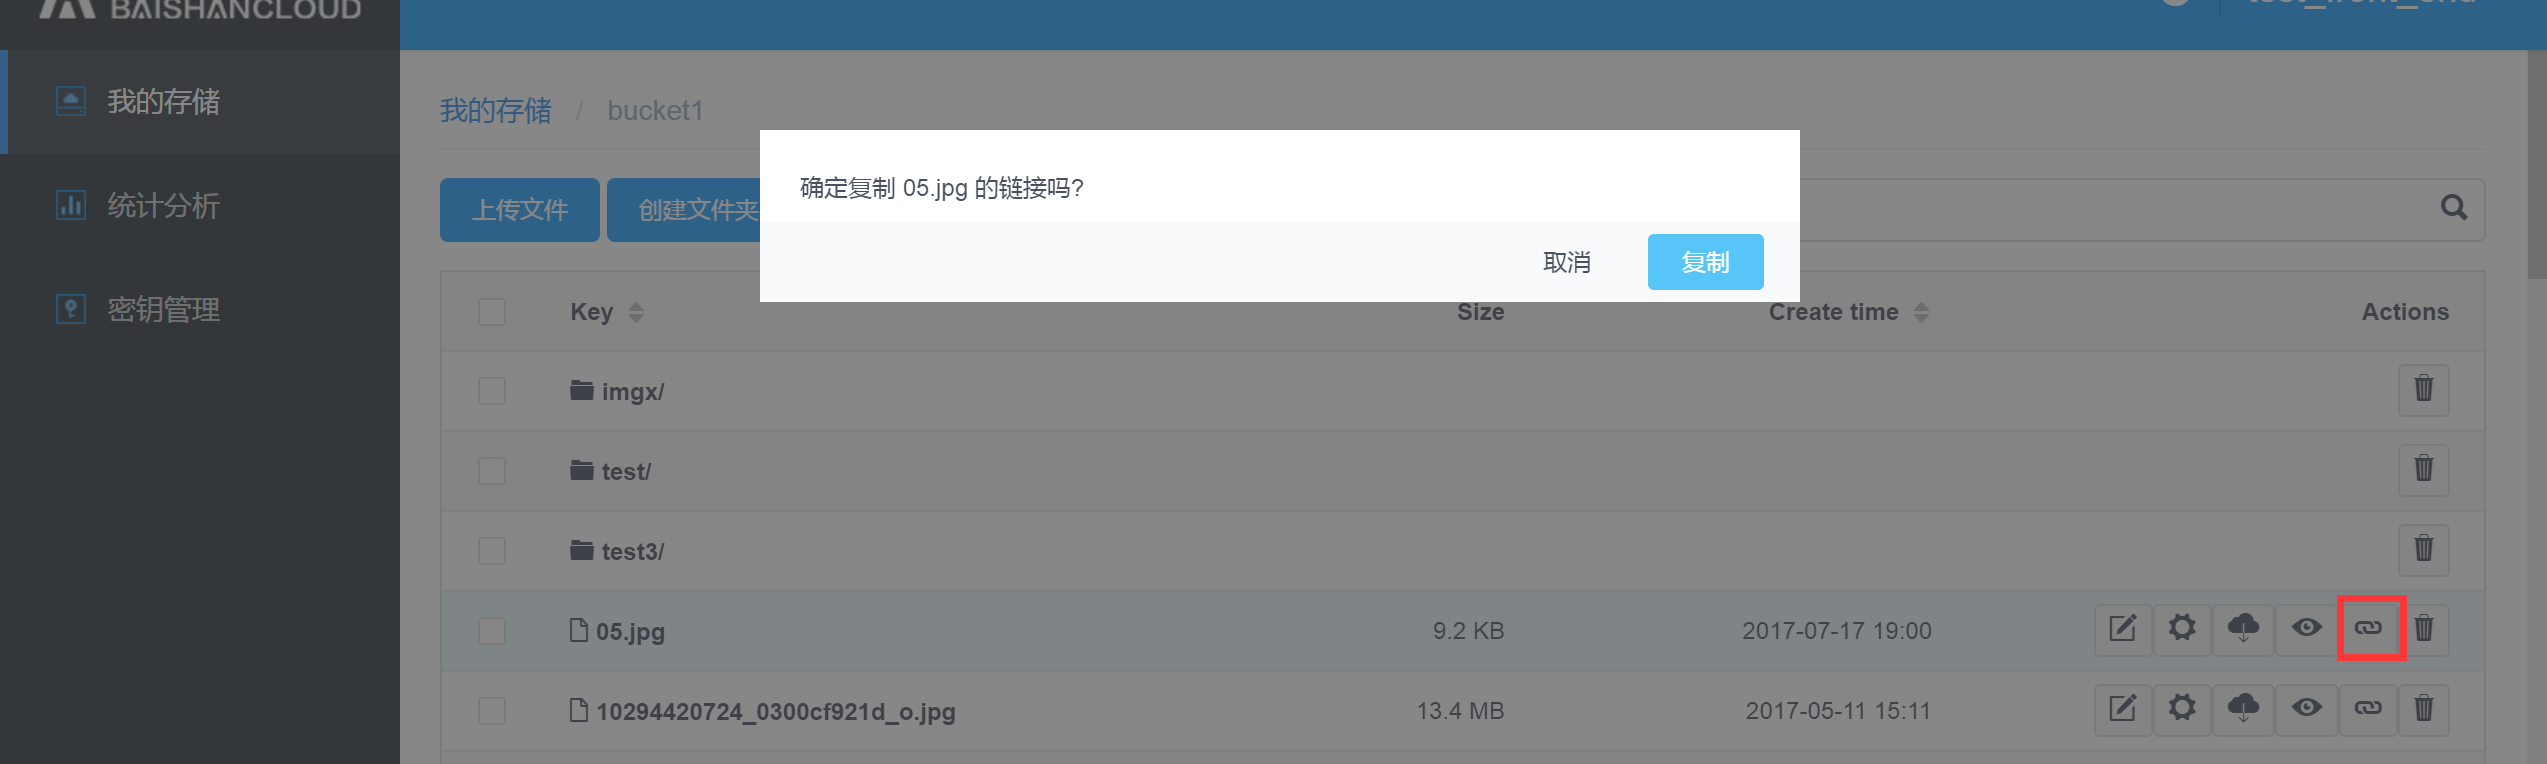 BAISHANCLOUD
test_front_end
我的存储
统计分析
密钥管理
我的存储 / bucket1
确定复制 05.jpg 的链接吗?
取消
复制
上传文件
创建文件夹
Key
Size
Create time
Actions
imgx/
test/
test3/
05.jpg 9.2 KB 2017-07-17 19:00
10294420724_0300cf921d_o.jpg 13.4 MB 2017-05-11 15:11